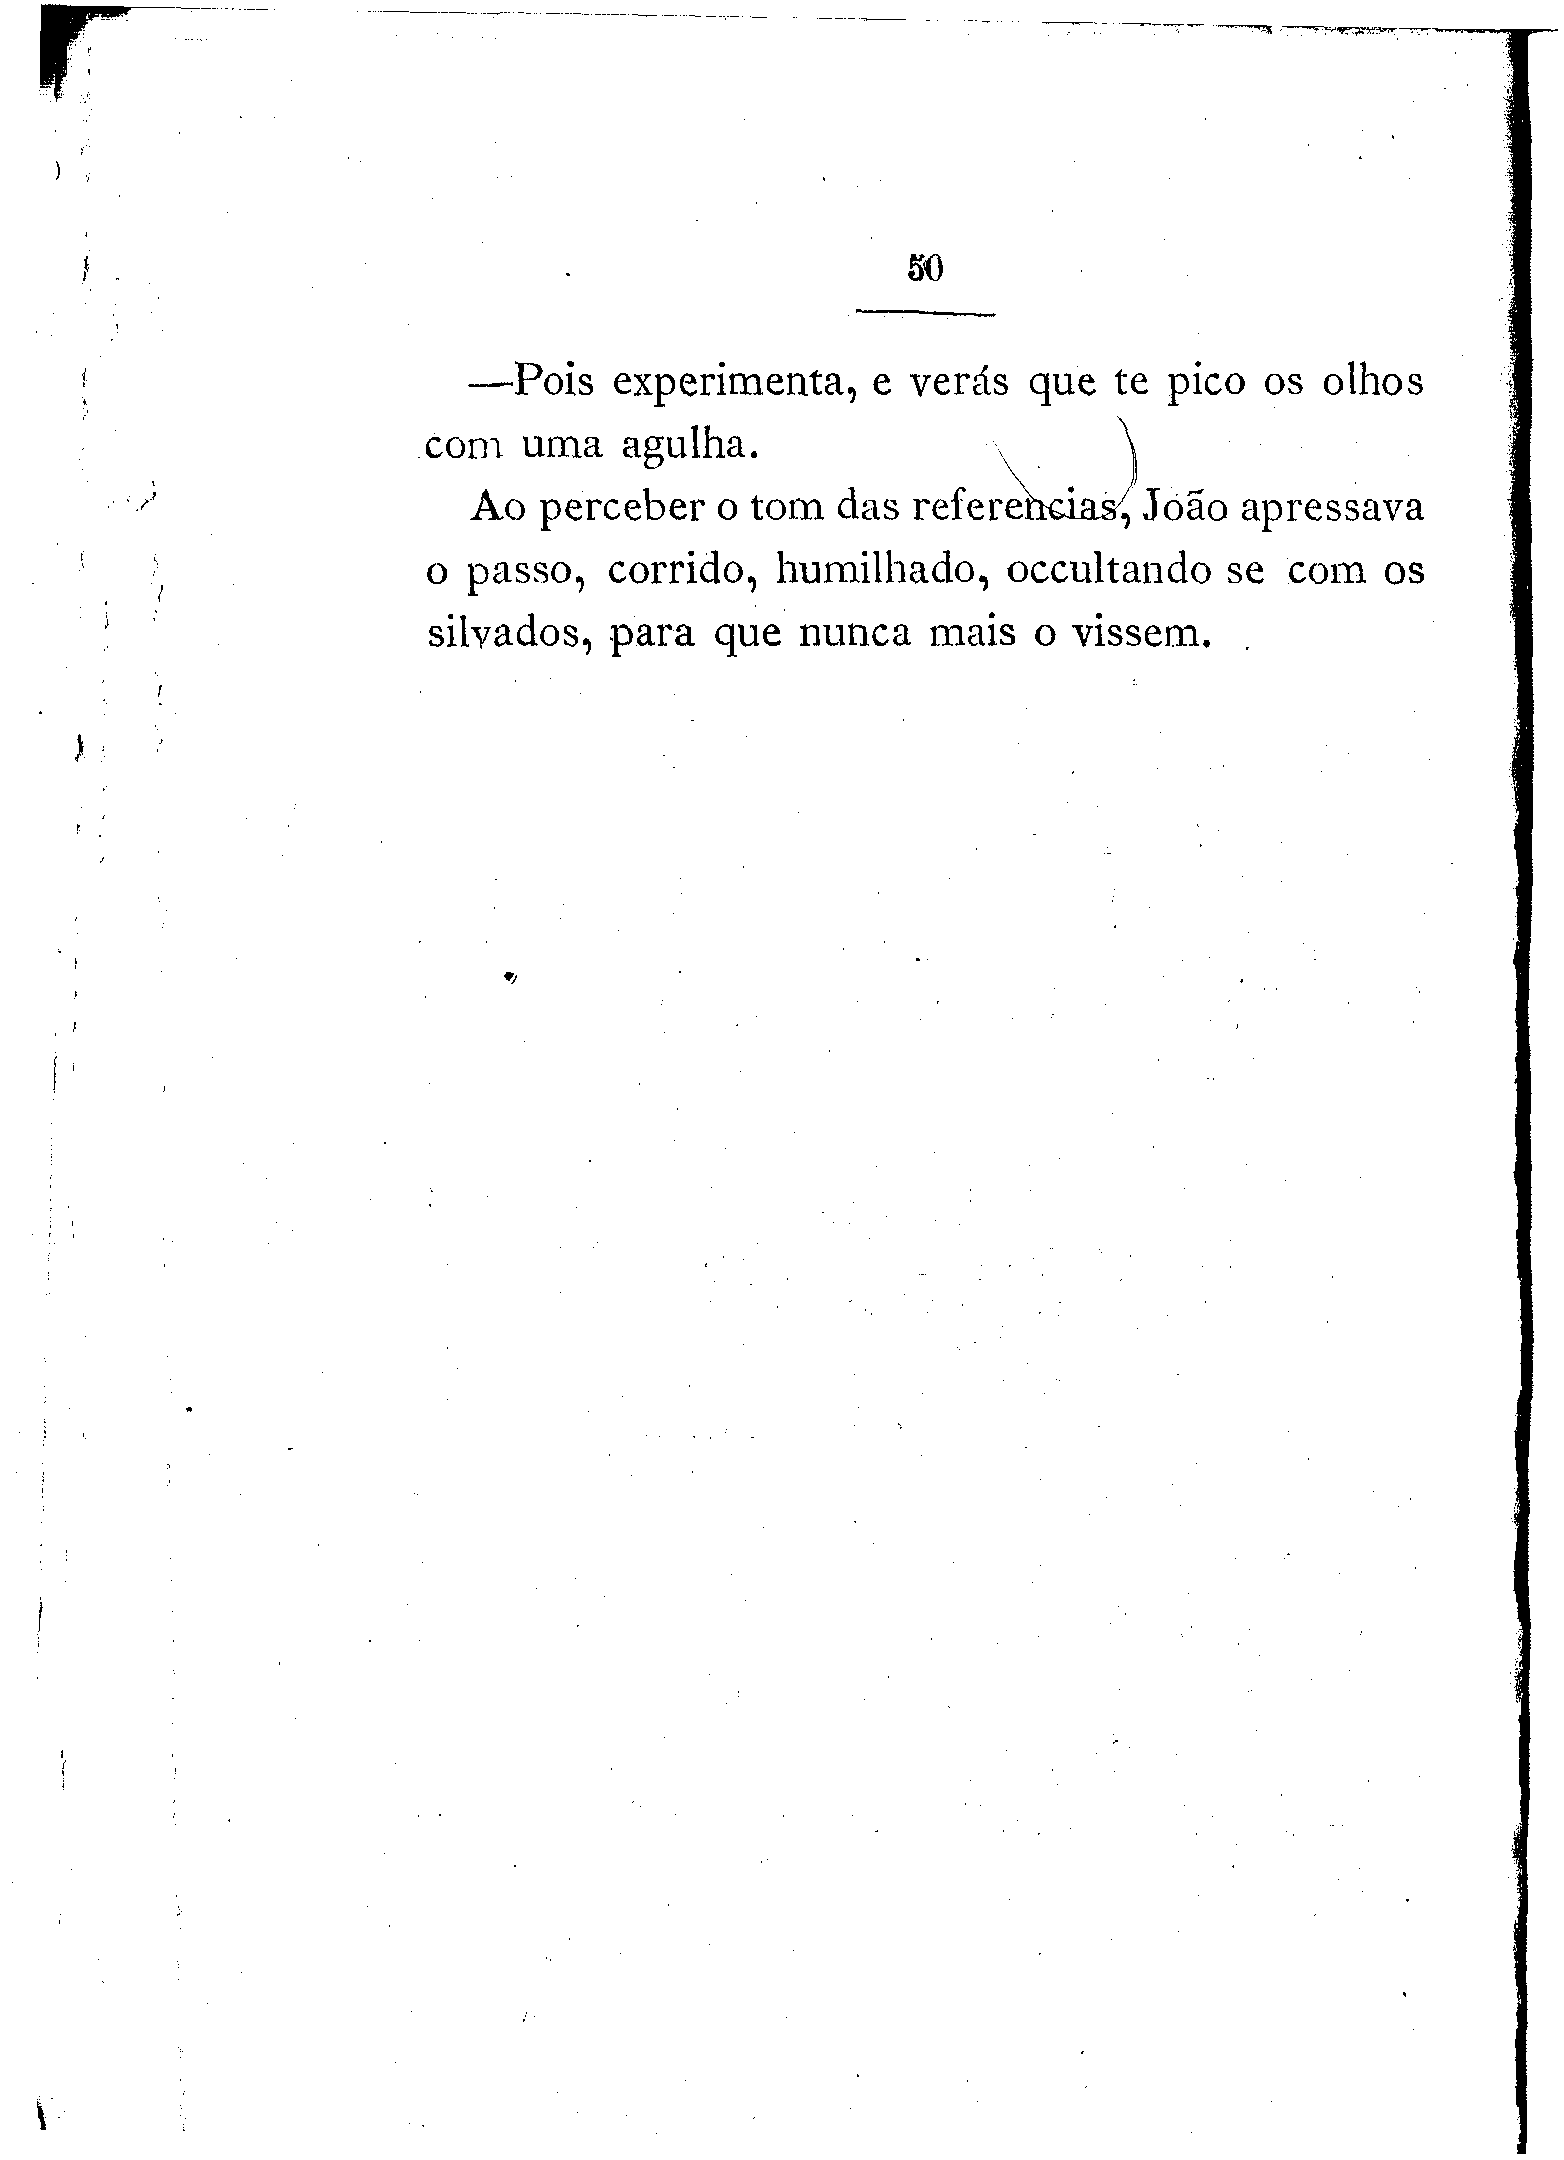 50
—Pois experimenta, e verás que te pico os olhos
com uma agulha.
Ao perceber o tom das referencias, João apressava
o passo, corrido, humilhado, occultando se com os
silvados, para que nunca mais o vissem.